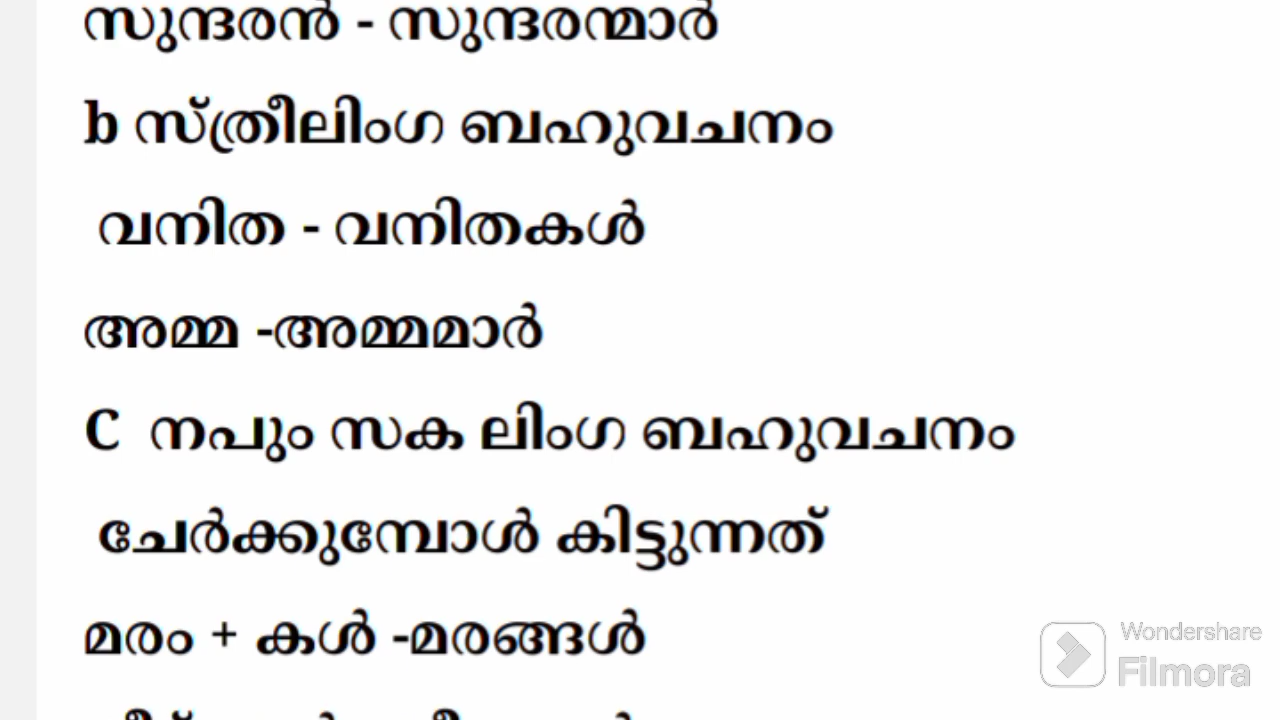 സുന്ദരൻ - സുന്ദരന്മാർ
b സ്ത്രീലിംഗ ബഹുവചനം
വനിത - വനിതകൾ
അമ്മ -അമ്മമാർ
C നപും സക ലിംഗ ബഹുവചനം
ചേർക്കുമ്പോൾ കിട്ടുന്നത്
മരം + കൾ -മരങ്ങൾ
Wondershare
Filmora